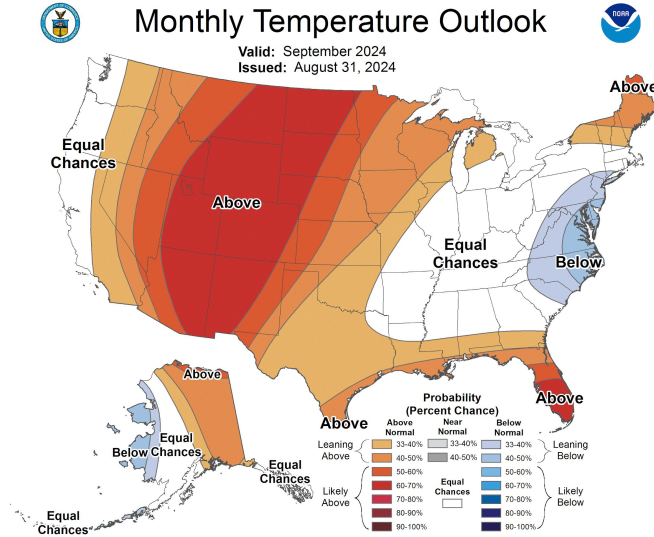 Monthly Temperature Outlook
NOAA
Valid: September 2024
Issued: August 31, 2024
Above
Equal
Chances
Above
Equal
Chances
Below
Above
Above
Above
Below
Equal
Chances
Equal
Chances
Equal
Chances
Probability
(Percent Chance)
Above
Normal
Near
Normal
Below
Normal
Leaning
Above
33-40%
40-50%
50-60%
60-70%
70-80%
80-90%
90-100%
Likely
Above
33-40%
40-50%
Equal
Chances
33-40%
40-50%
50-60%
60-70%
70-80%
80-90%
90-100%
Leaning
Below
Likely
Below